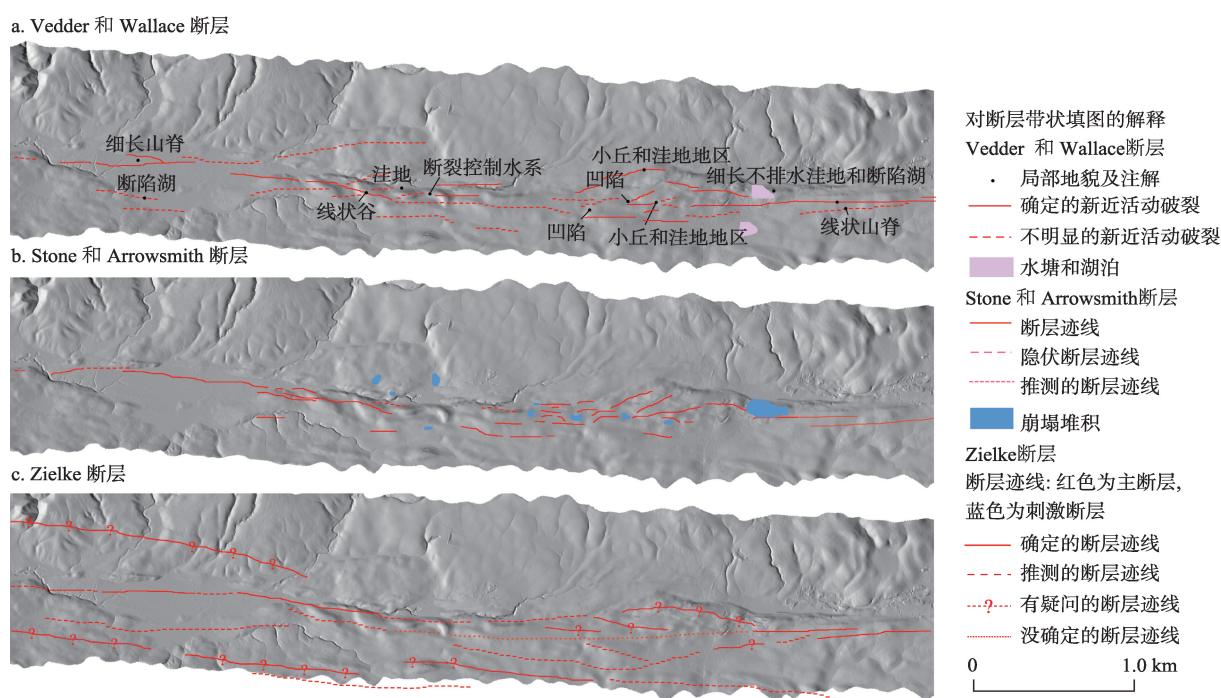 a. Vedder 和 Wallace 断层
细长山脊
断陷湖
洼地
断裂控制水系
线状谷
小丘和洼地地区
凹陷
细长不排水洼地和断陷湖
凹陷
小丘和洼地地区
线状山脊
b. Stone 和 Arrowsmith 断层
c. Zielke 断层
? ? ? ? ? ?
? ? ? ?
? ? ?
? ? ? ? ? ? ? ?
对断层带状填图的解释
Vedder 和 Wallace断层
局部地貌及注解
确定的新近活动破裂
不明显的新近活动破裂
水塘和湖泊
Stone 和 Arrowsmith断层
断层迹线
隐伏断层迹线
推测的断层迹线
崩塌堆积
Zielke断层
断层迹线: 红色为主断层,
蓝色为刺激断层
确定的断层迹线
推测的断层迹线
? 有疑问的断层迹线
没确定的断层迹线
0 1.0 km